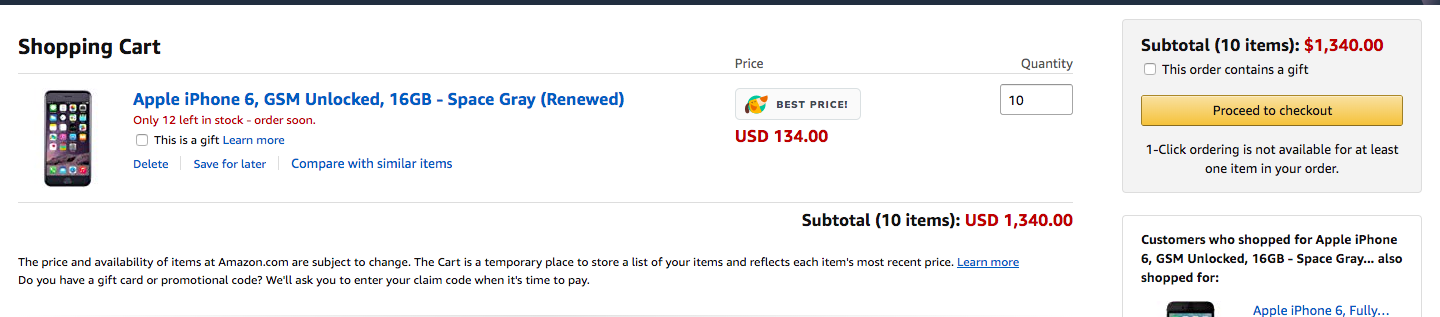 Shopping Cart
Price
Quantity
Apple iPhone 6, GSM Unlocked, 16GB - Space Gray (Renewed)
Only 12 left in stock - order soon.
This is a gift Learn more
Delete
Save for later
Compare with similar items
BEST PRICE!
USD 134.00
10
Subtotal (10 items): USD 1,340.00
The price and availability of items at Amazon.com are subject to change. The Cart is a temporary place to store a list of your items and reflects each item's most recent price. Learn more
Do you have a gift card or promotional code? We'll ask you to enter your claim code when it's time to pay.
Subtotal (10 items): $1,340.00
This order contains a gift
Proceed to checkout
1-Click ordering is not available for at least
one item in your order.
Customers who shopped for Apple iPhone
6, GSM Unlocked, 16GB - Space Gray... also
shopped for:
Apple iPhone 6, Fully...